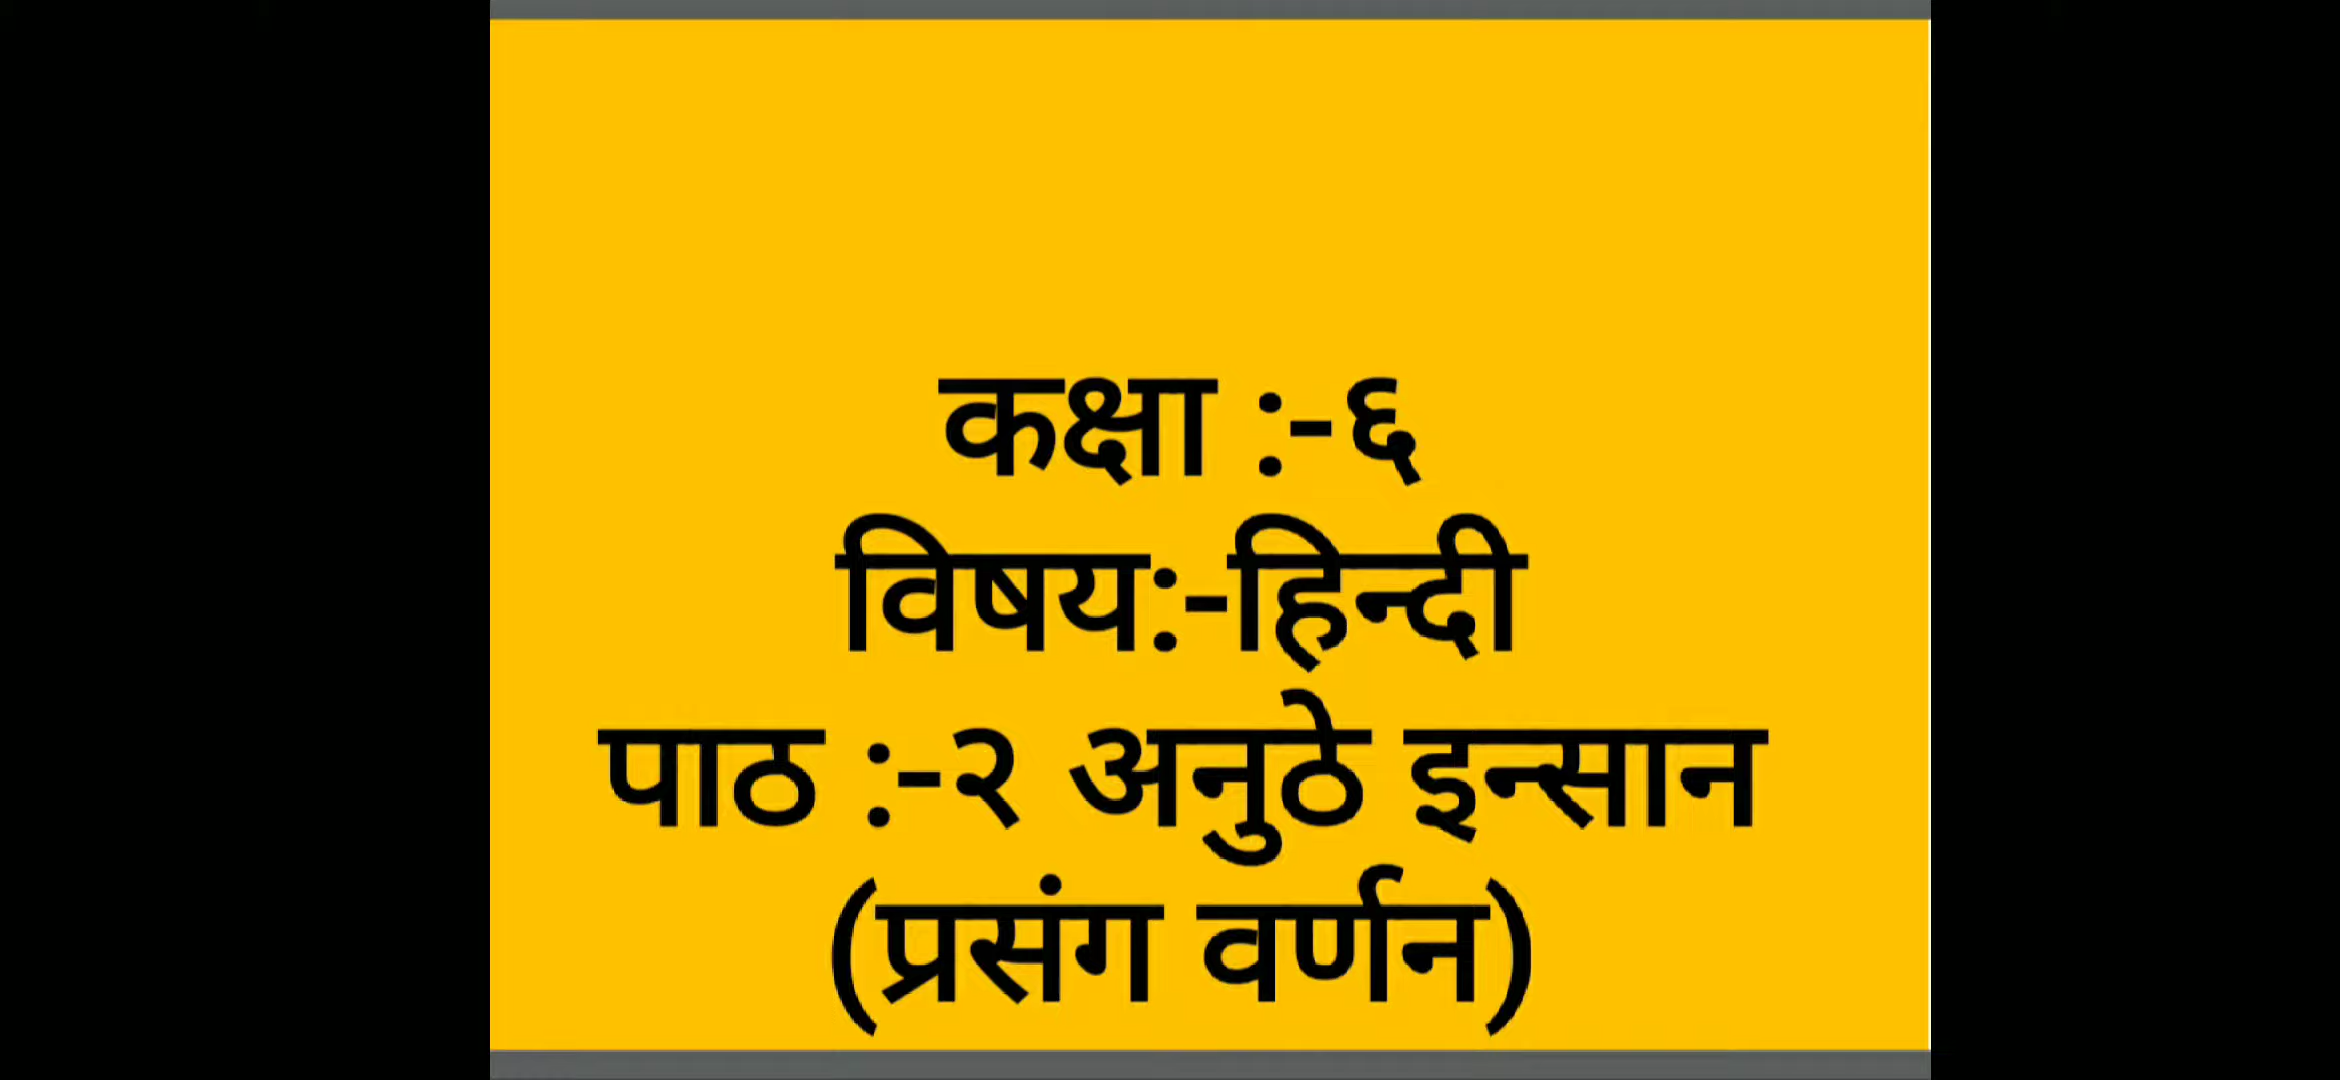 कक्षा :-६
विषय:-हिन्दी
पाठ :-२ अनुठे इन्सान
(प्रसंग वर्णन)